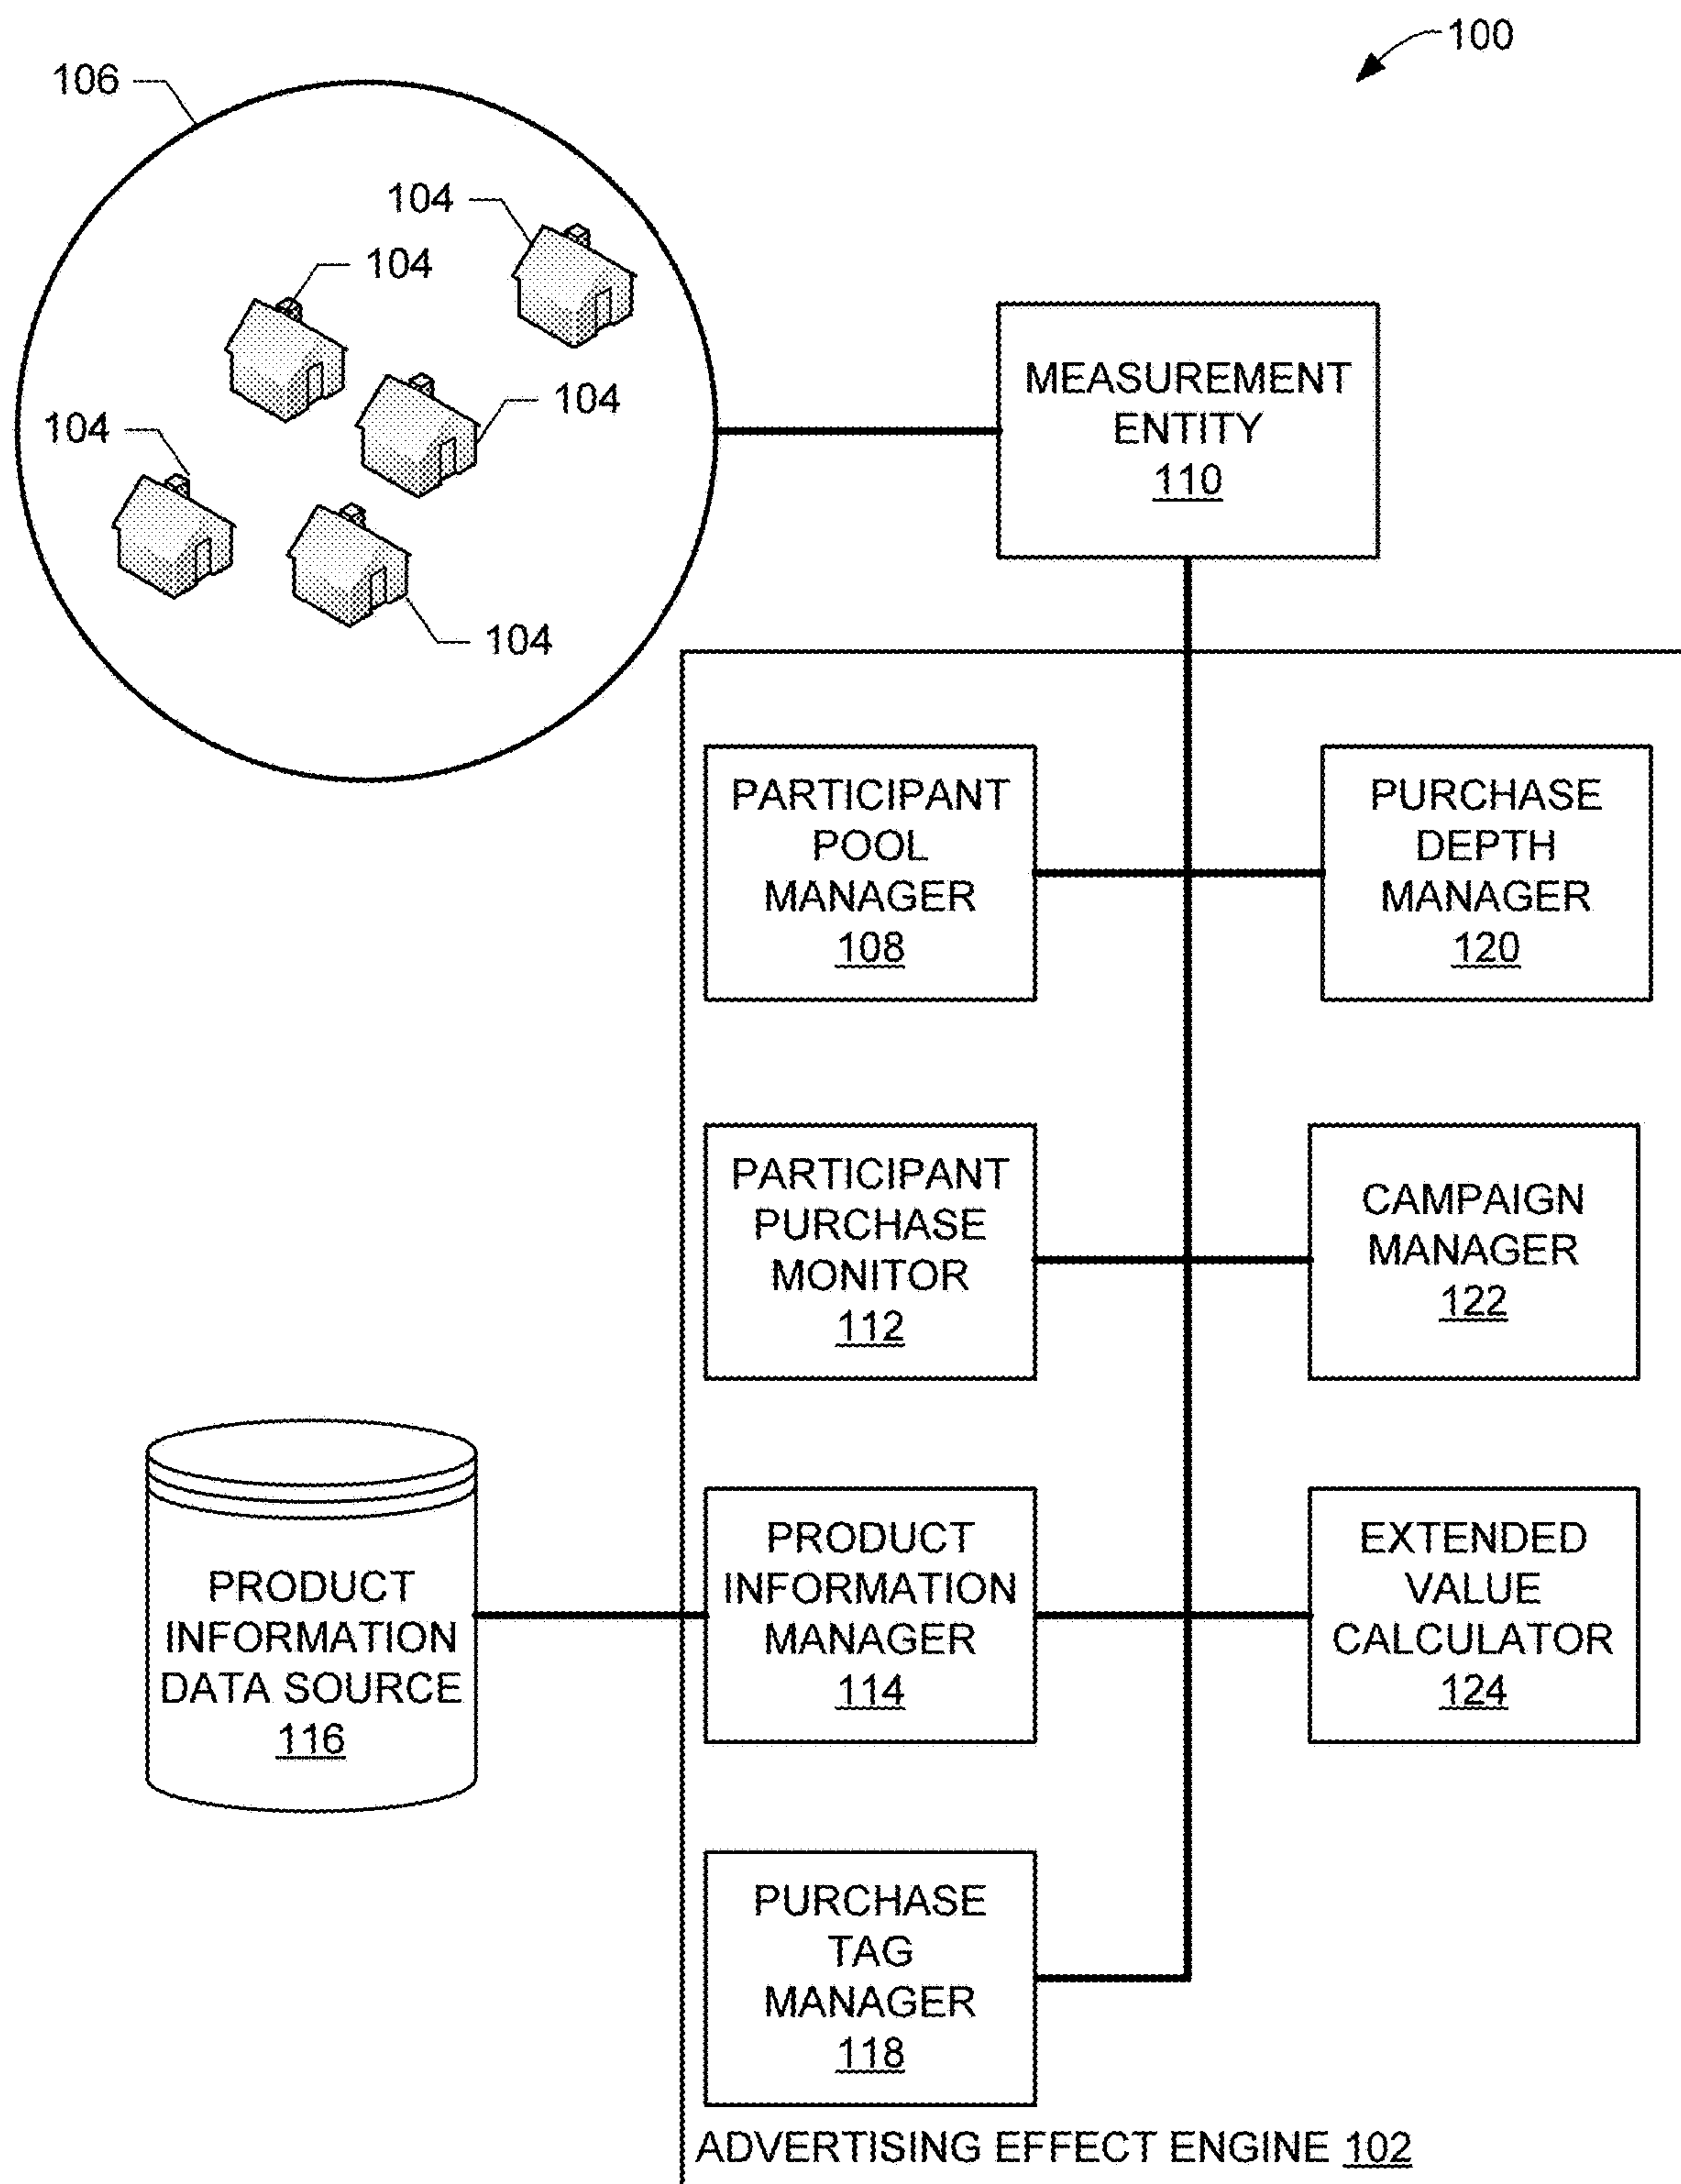 100
106
104
104
104
104
104
MEASUREMENT
ENTITY
110
PARTICIPANT
POOL
MANAGER
108
PURCHASE
DEPTH
MANAGER
120
PARTICIPANT
PURCHASE
MONITOR
112
CAMPAIGN
MANAGER
122
PRODUCT
INFORMATION
DATA SOURCE
116
PRODUCT
INFORMATION
MANAGER
114
EXTENDED
VALUE
CALCULATOR
124
PURCHASE
TAG
MANAGER
118
ADVERTISING EFFECT ENGINE 102